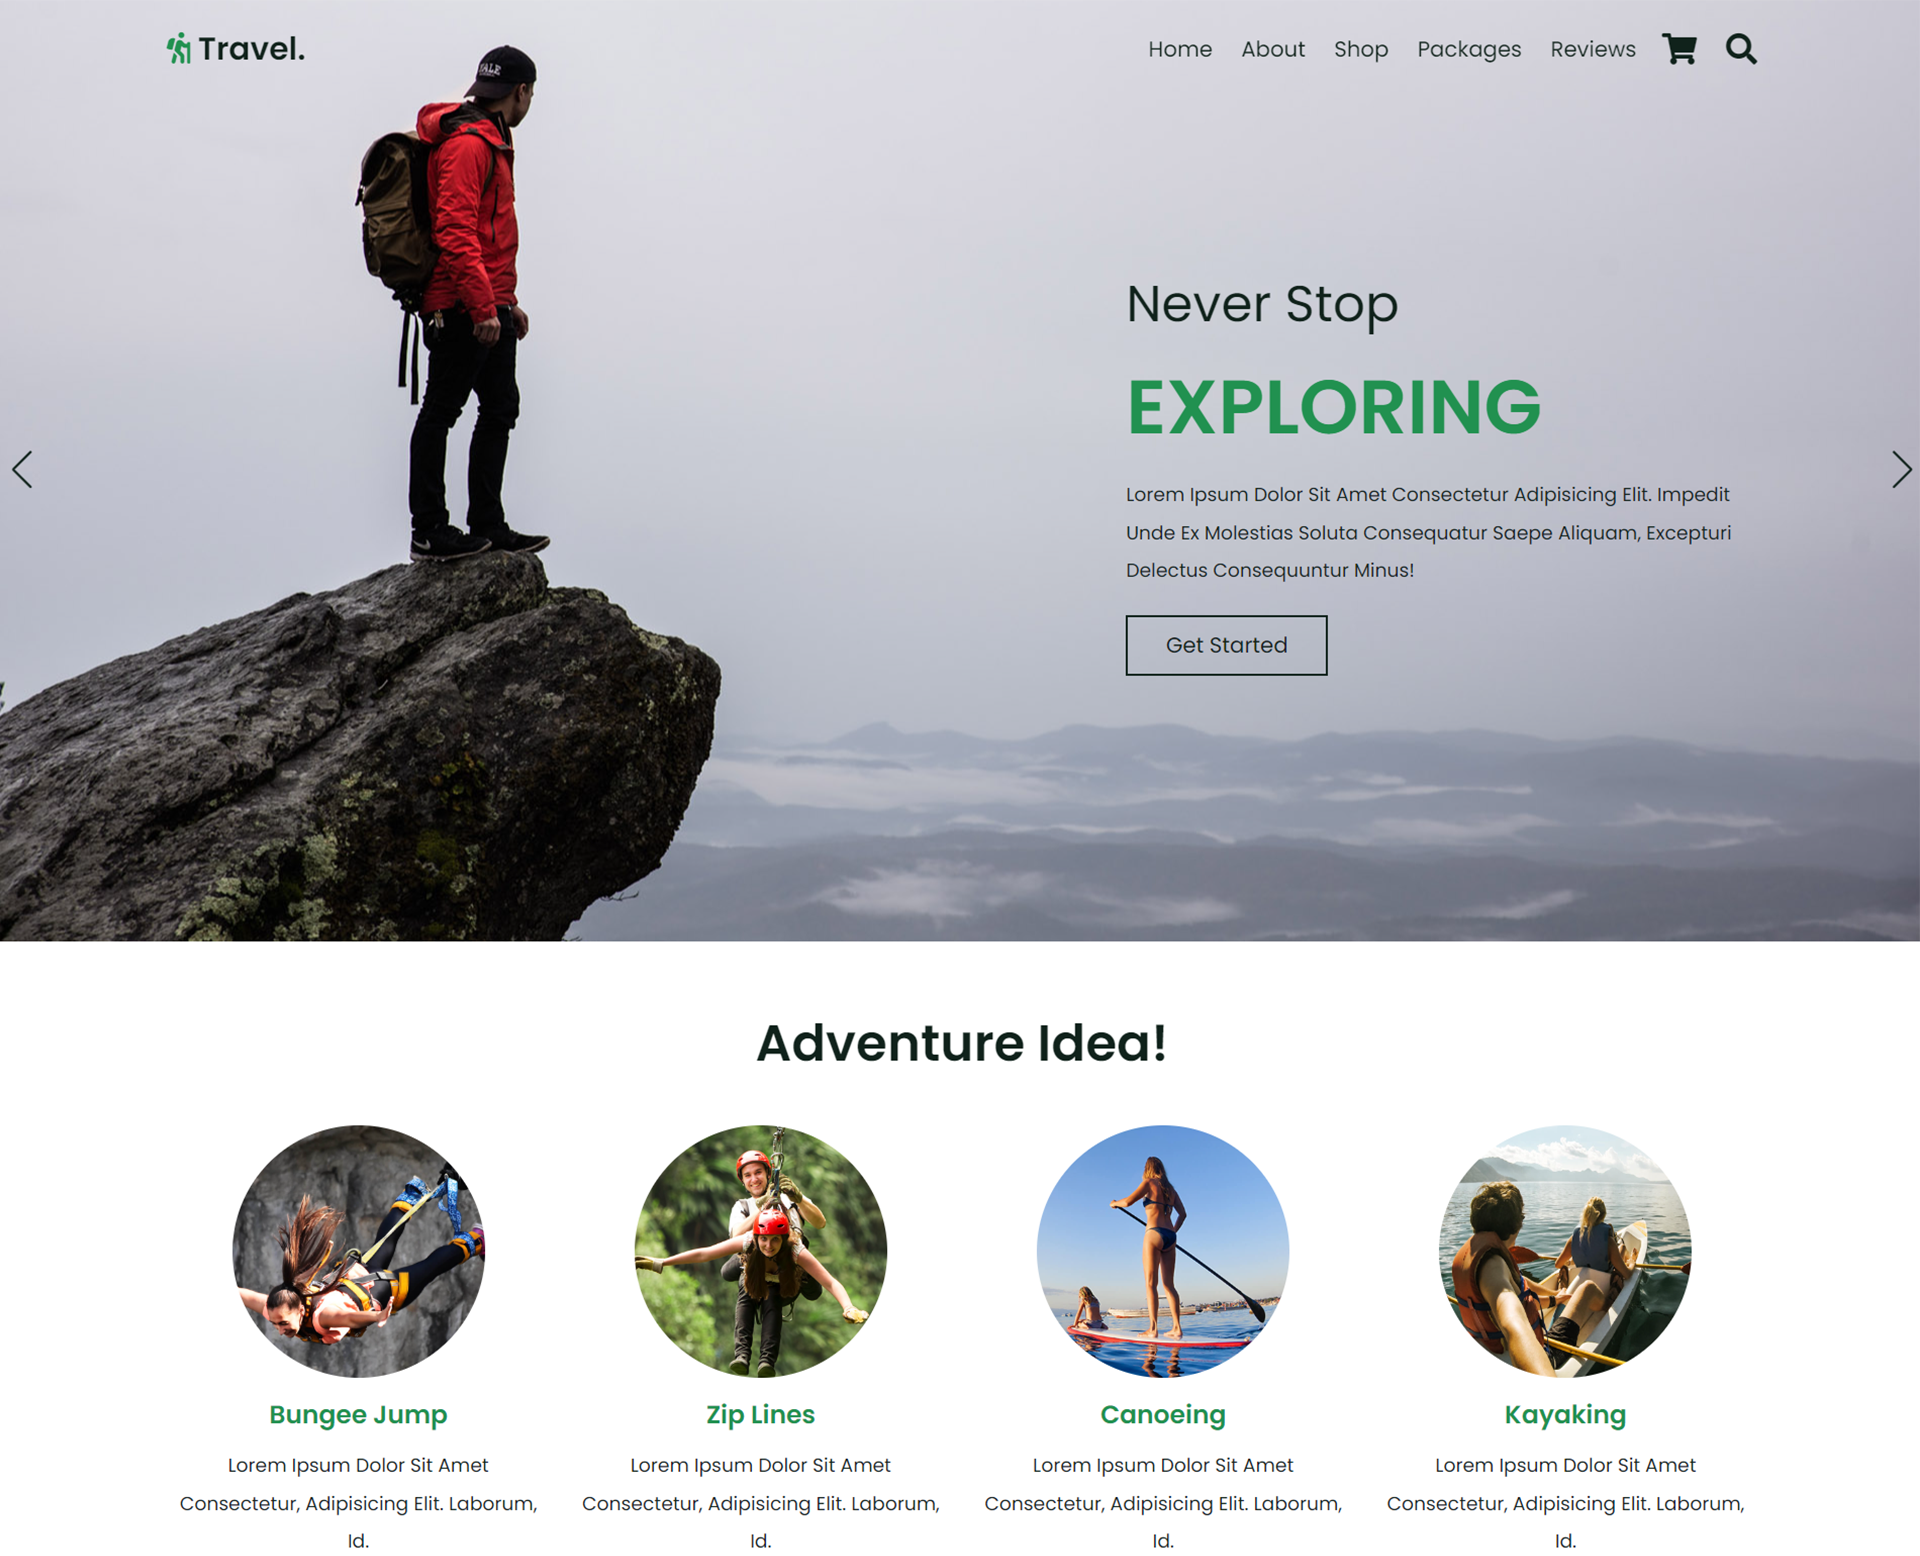 Travel.
Home About Shop Packages Reviews
Never Stop
EXPLORING
Lorem Ipsum Dolor Sit Amet Consectetur Adipisicing Elit. Impedit
Unde Ex Molestias Soluta Consequatur Saepe Aliquam, Excepturi
Delectus Consequuntur Minus!
Get Started
Adventure Idea!
Bungee Jump
Lorem Ipsum Dolor Sit Amet
Consectetur, Adipisicing Elit. Laborum,
Id.
Zip Lines
Lorem Ipsum Dolor Sit Amet
Consectetur, Adipisicing Elit. Laborum,
Id.
Canoeing
Lorem Ipsum Dolor Sit Amet
Consectetur, Adipisicing Elit. Laborum,
Id.
Kayaking
Lorem Ipsum Dolor Sit Amet
Consectetur, Adipisicing Elit. Laborum,
Id.